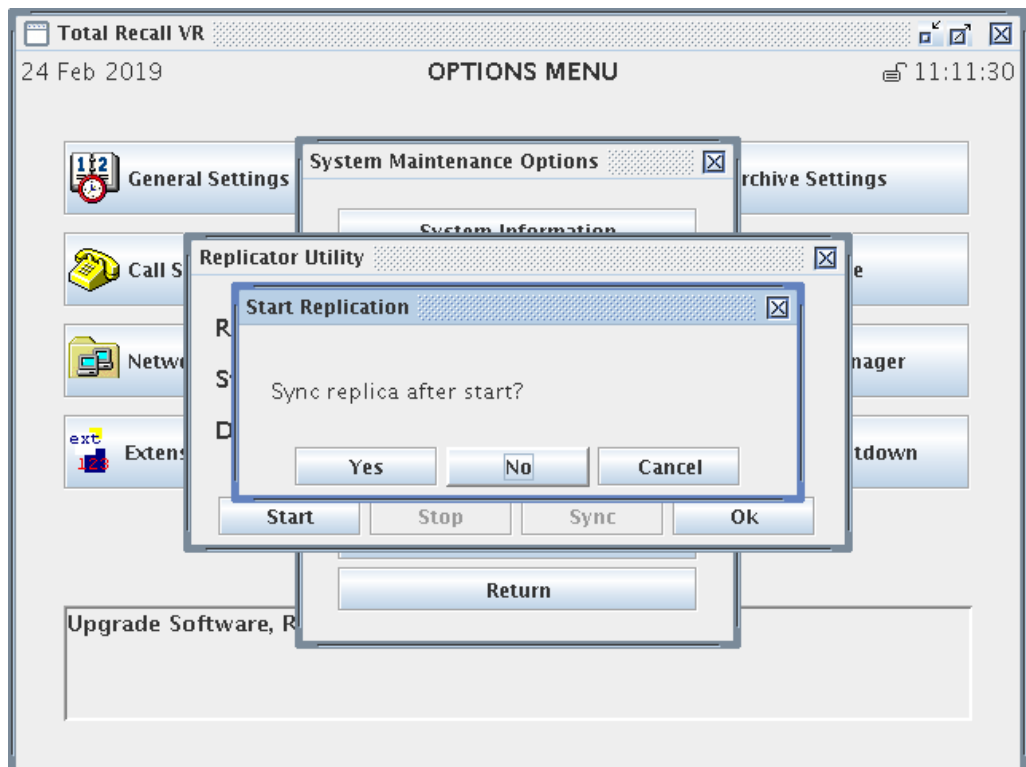 Total Recall VR
24 Feb 2019
OPTIONS MENU
11:11:30
System Maintenance Options
General Settings
rchive Settings
System Information
Replicator Utility
Call S
e
Start Replication
R
Netwo
nager
S
Sync replica after start?
D
ext
123
Extens
tdown
Yes
No
Cancel
Start
Stop
Sync
Ok
Return
Upgrade Software, R